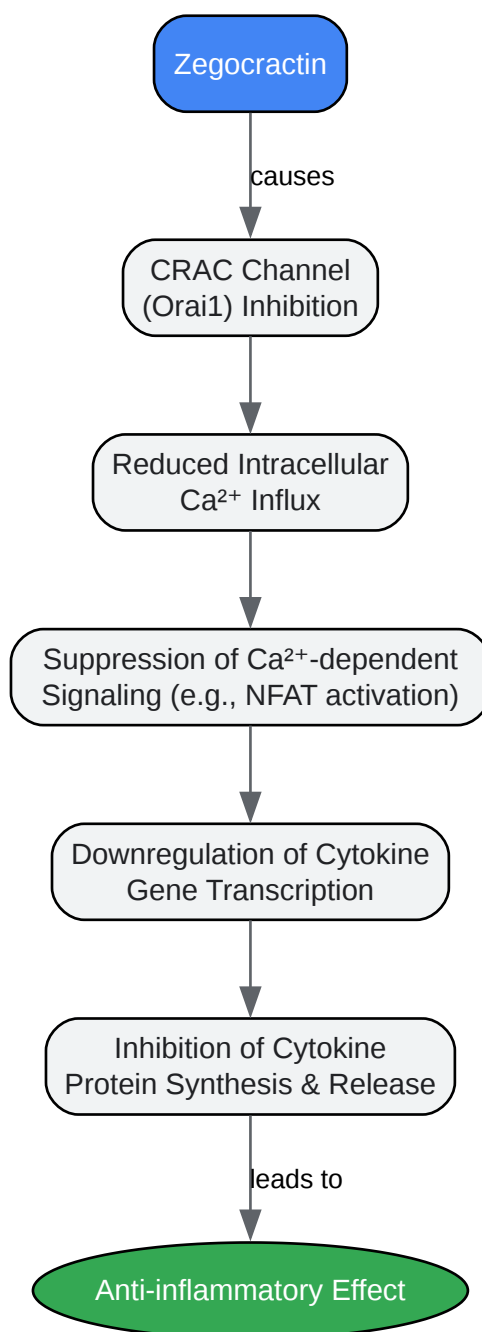 Zegocractin
causes
CRAC Channel
(Orai1) Inhibition
Reduced Intracellular
Ca²⁺ Influx
Suppression of Ca²⁺-dependent
Signaling (e.g., NFAT activation)
Downregulation of Cytokine
Gene Transcription
Inhibition of Cytokine
Protein Synthesis & Release
leads to
Anti-inflammatory Effect